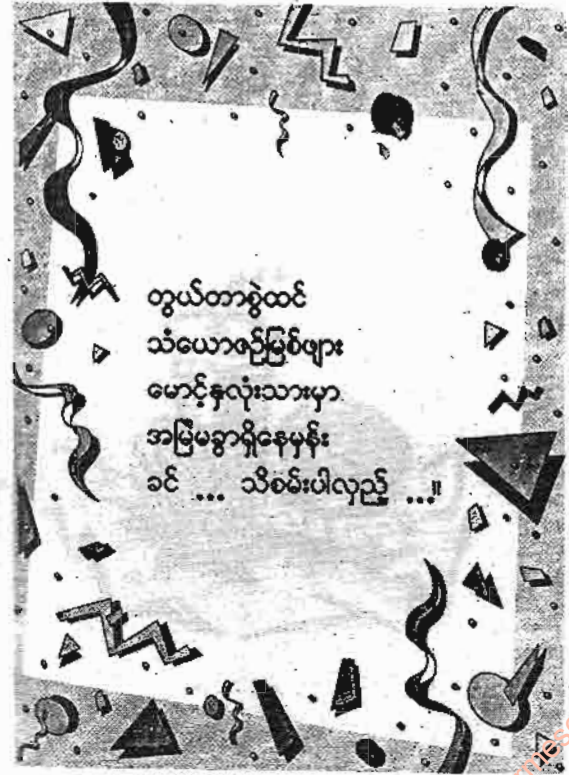 တွယ်တာစွဲထင်
သံယောဇဉ်မြစ်ဖျား
မောင့်နှလုံးသားမှာ
အမြဲမခွာရှိနေမှန်း
ခင် ... သိစမ်းပါလှည့် ...။